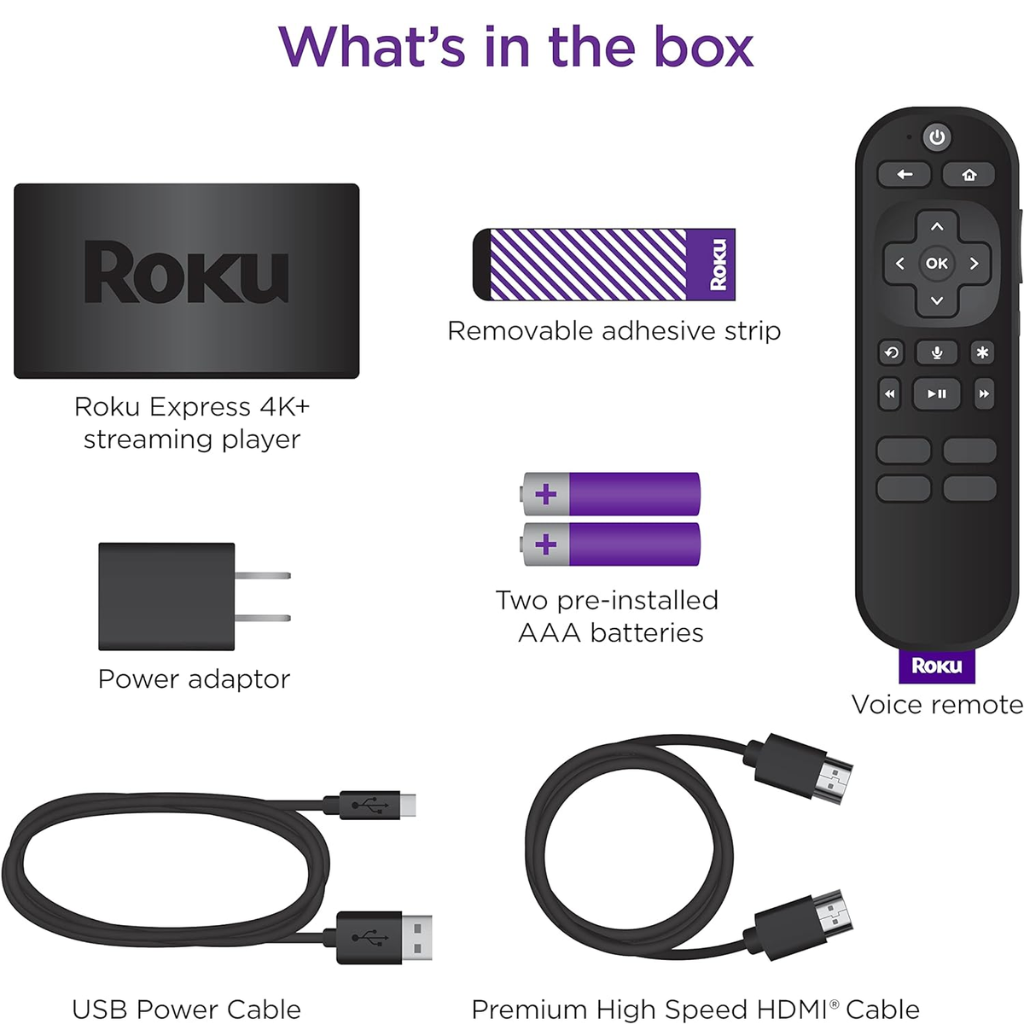 What's in the box
Roku
Roku Express 4K+
streaming player
Roku
Removable adhesive strip
OK
Roku
Voice remote
Two pre-installed
AAA batteries
Power adaptor
USB Power Cable
Premium High Speed HDMI® Cable